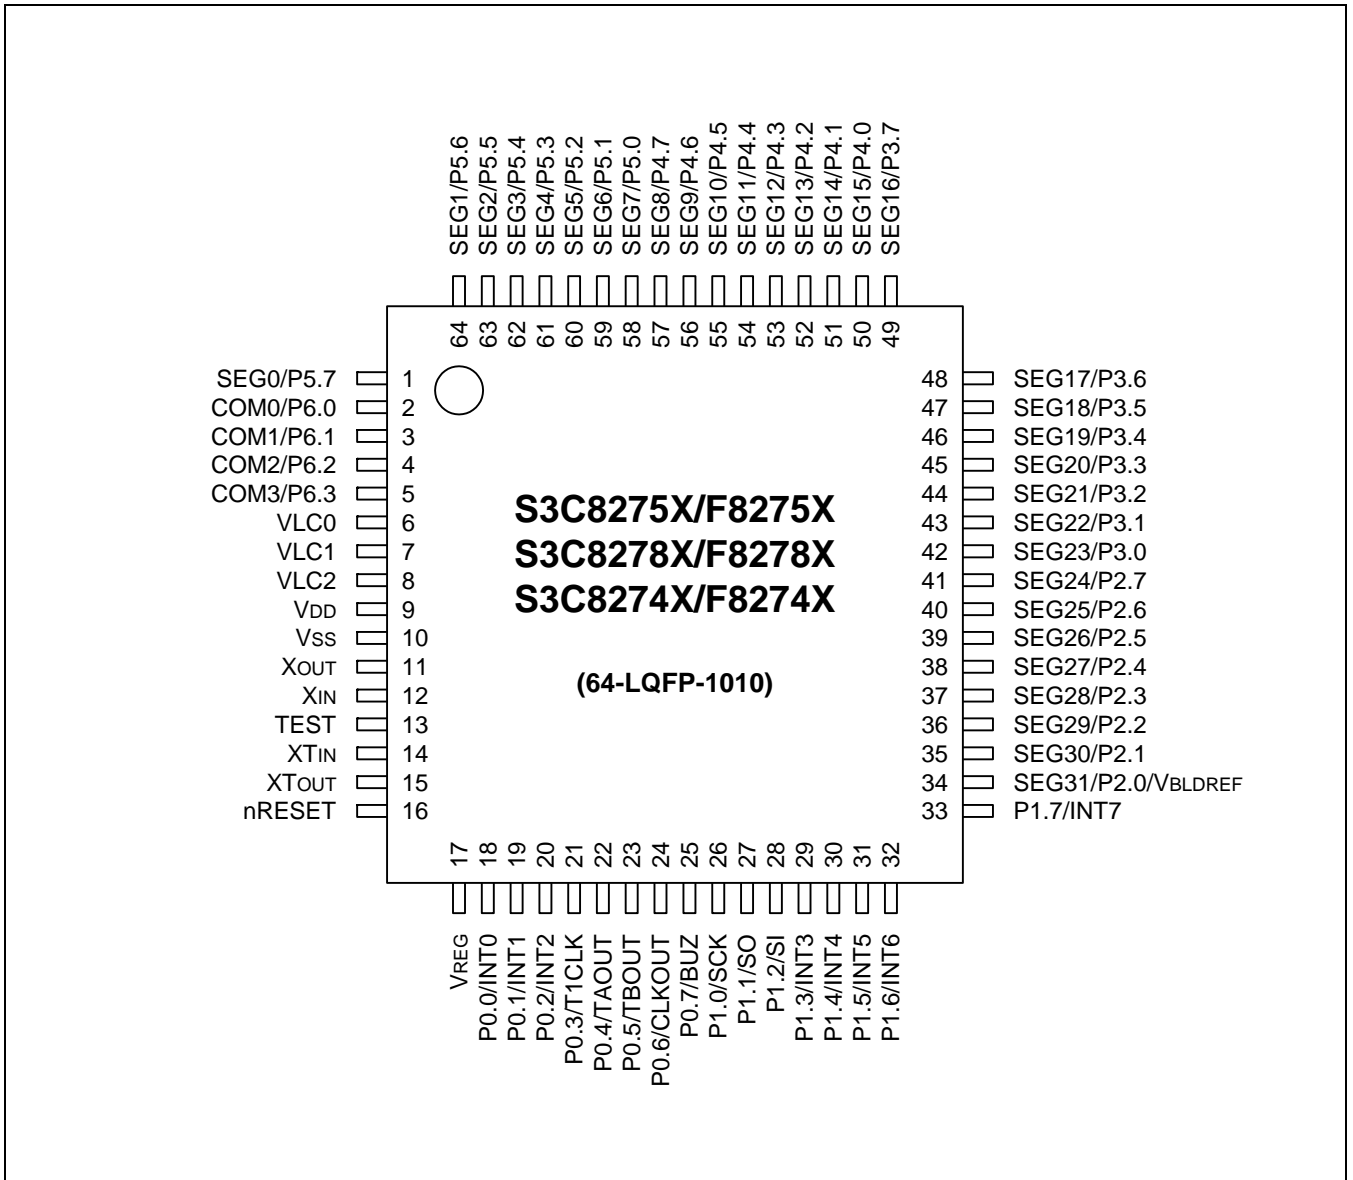 SEG1/P5.6
SEG2/P5.5
SEG3/P5.4
SEG4/P5.3
SEG5/P5.2
SEG6/P5.1
SEG7/P5.0
SEG8/P4.7
SEG9/P4.6
SEG10/P4.5
SEG11/P4.4
SEG12/P4.3
SEG13/P4.2
SEG14/P4.1
SEG15/P4.0
SEG16/P3.7
64 63 62 61 60 59 58 57 56 55 54 53 52 51 50 49
SEG0/P5.7 1
COM0/P6.0 2
COM1/P6.1 3
COM2/P6.2 4
COM3/P6.3 5
VLC0 6
VLC1 7
VLC2 8
VDD 9
VSS 10
XOUT 11
XIN 12
TEST 13
XTIN 14
XTOUT 15
nRESET 16
S3C8275X/F8275X
S3C8278X/F8278X
S3C8274X/F8274X
(64-LQFP-1010)
48 SEG17/P3.6
47 SEG18/P3.5
46 SEG19/P3.4
45 SEG20/P3.3
44 SEG21/P3.2
43 SEG22/P3.1
42 SEG23/P3.0
41 SEG24/P2.7
40 SEG25/P2.6
39 SEG26/P2.5
38 SEG27/P2.4
37 SEG28/P2.3
36 SEG29/P2.2
35 SEG30/P2.1
34 SEG31/P2.0/VBLDREF
33 P1.7/INT7
17 18 19 20 21 22 23 24 25 26 27 28 29 30 31 32
VREG
P0.0/INT0
P0.1/INT1
P0.2/INT2
P0.3/T1CLK
P0.4/TAOUT
P0.5/TBOUT
P0.6/CLKOUT
P0.7/BUZ
P1.0/SCK
P1.1/SO
P1.2/SI
P1.3/INT3
P1.4/INT4
P1.5/INT5
P1.6/INT6